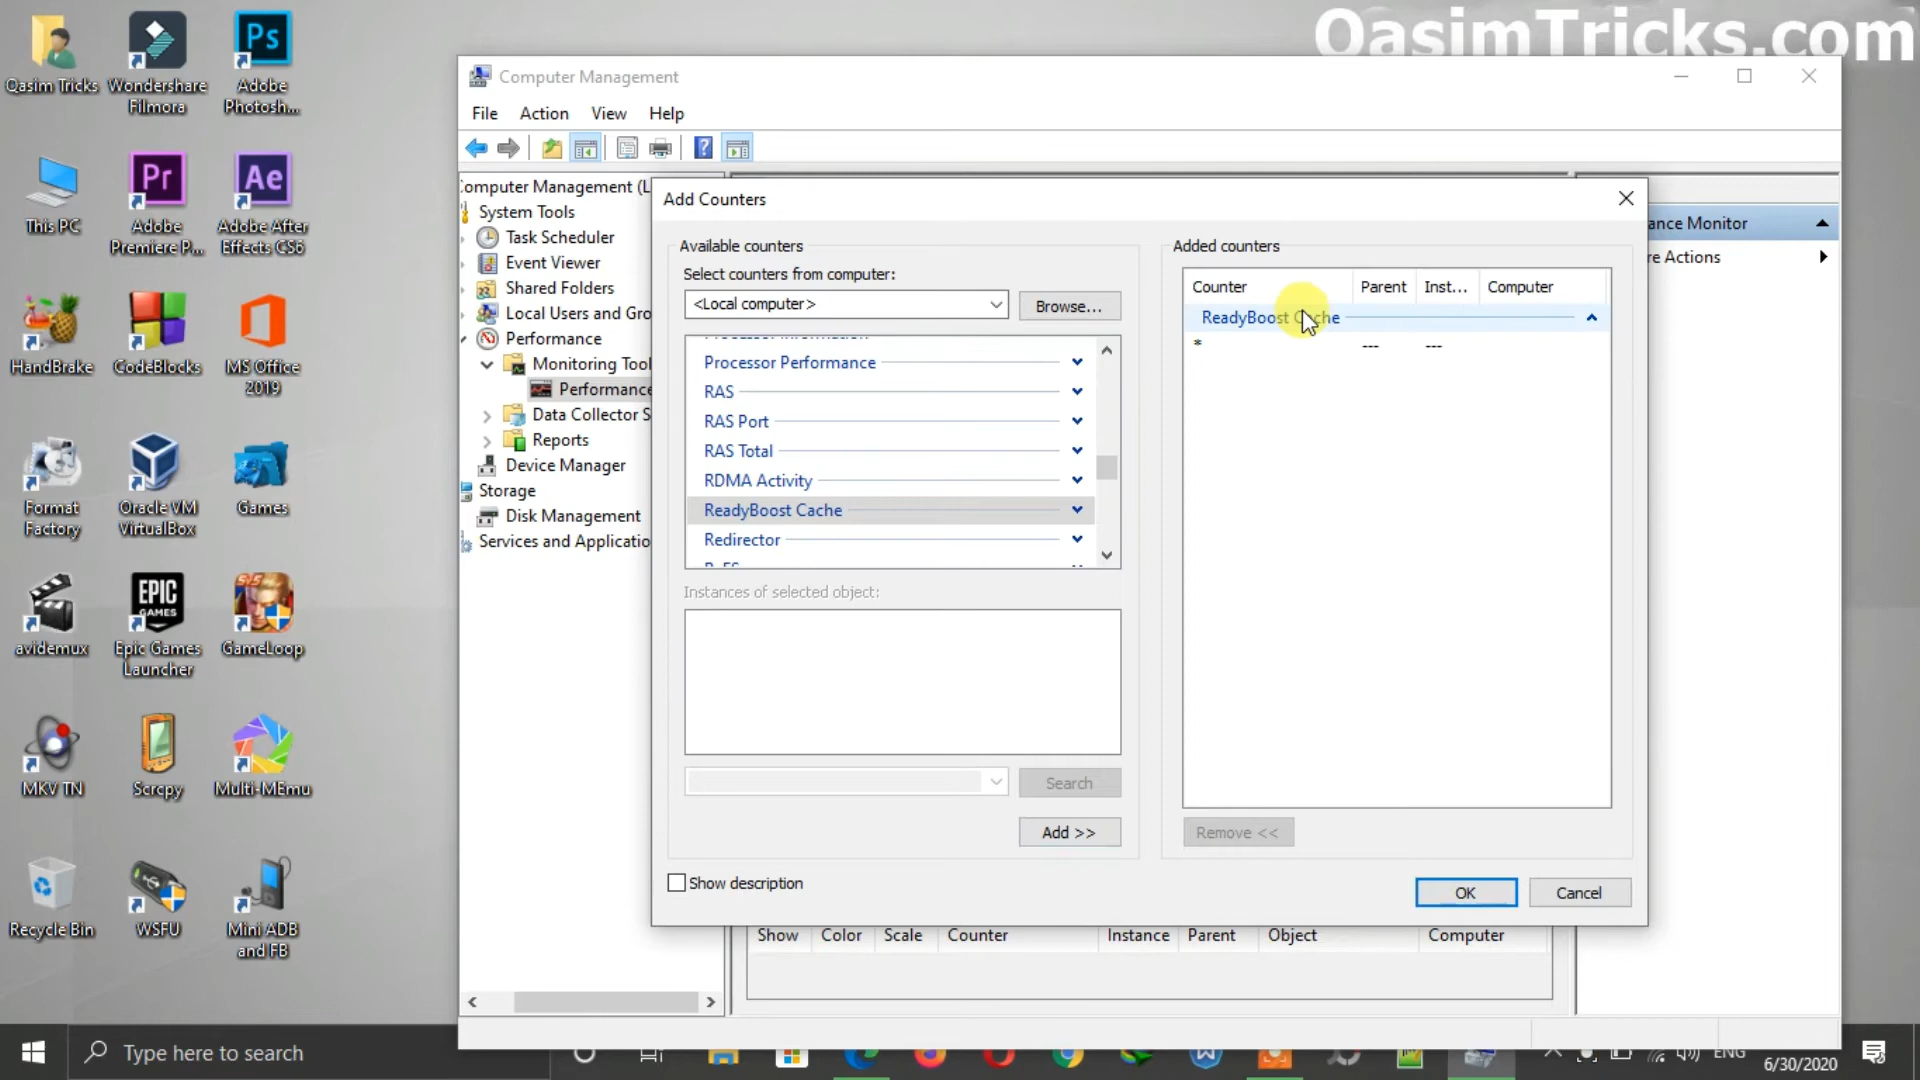 QasimTricks.com
Qasim Tricks
Wondershare
Filmora
Adobe
Photosh...
This PC
Adobe
Premiere P...
Adobe After
Effects CS6
HandBrake
CodeBlocks
MS Office
2019
Format
Factory
Oracle VM
VirtualBox
Games
avidemux
Epic Games
Launcher
GameLoop
MKV TN
Scrcpy
Multi-MEmu
Recycle Bin
WSFU
Mini ADB
and FB
Computer Management
File Action View Help
Computer Management (L
System Tools
Task Scheduler
Event Viewer
Shared Folders
Local Users and Gro
Performance
Monitoring Tool
Performance
Data Collector S
Reports
Device Manager
Storage
Disk Management
Services and Applicatio
Add Counters
Available counters
Select counters from computer:
<Local computer>
Browse...
Processor Performance
RAS
RAS Port
RAS Total
RDMA Activity
ReadyBoost Cache
Redirector
Instances of selected object:
Search
Add >>
Show description
Added counters
Counter Parent Inst... Computer
ReadyBoost Cache
* --- ---
Remove <<
OK Cancel
ance Monitor
re Actions
Show Color Scale Counter Instance Parent Object Computer
Type here to search
ENG
6/30/2020